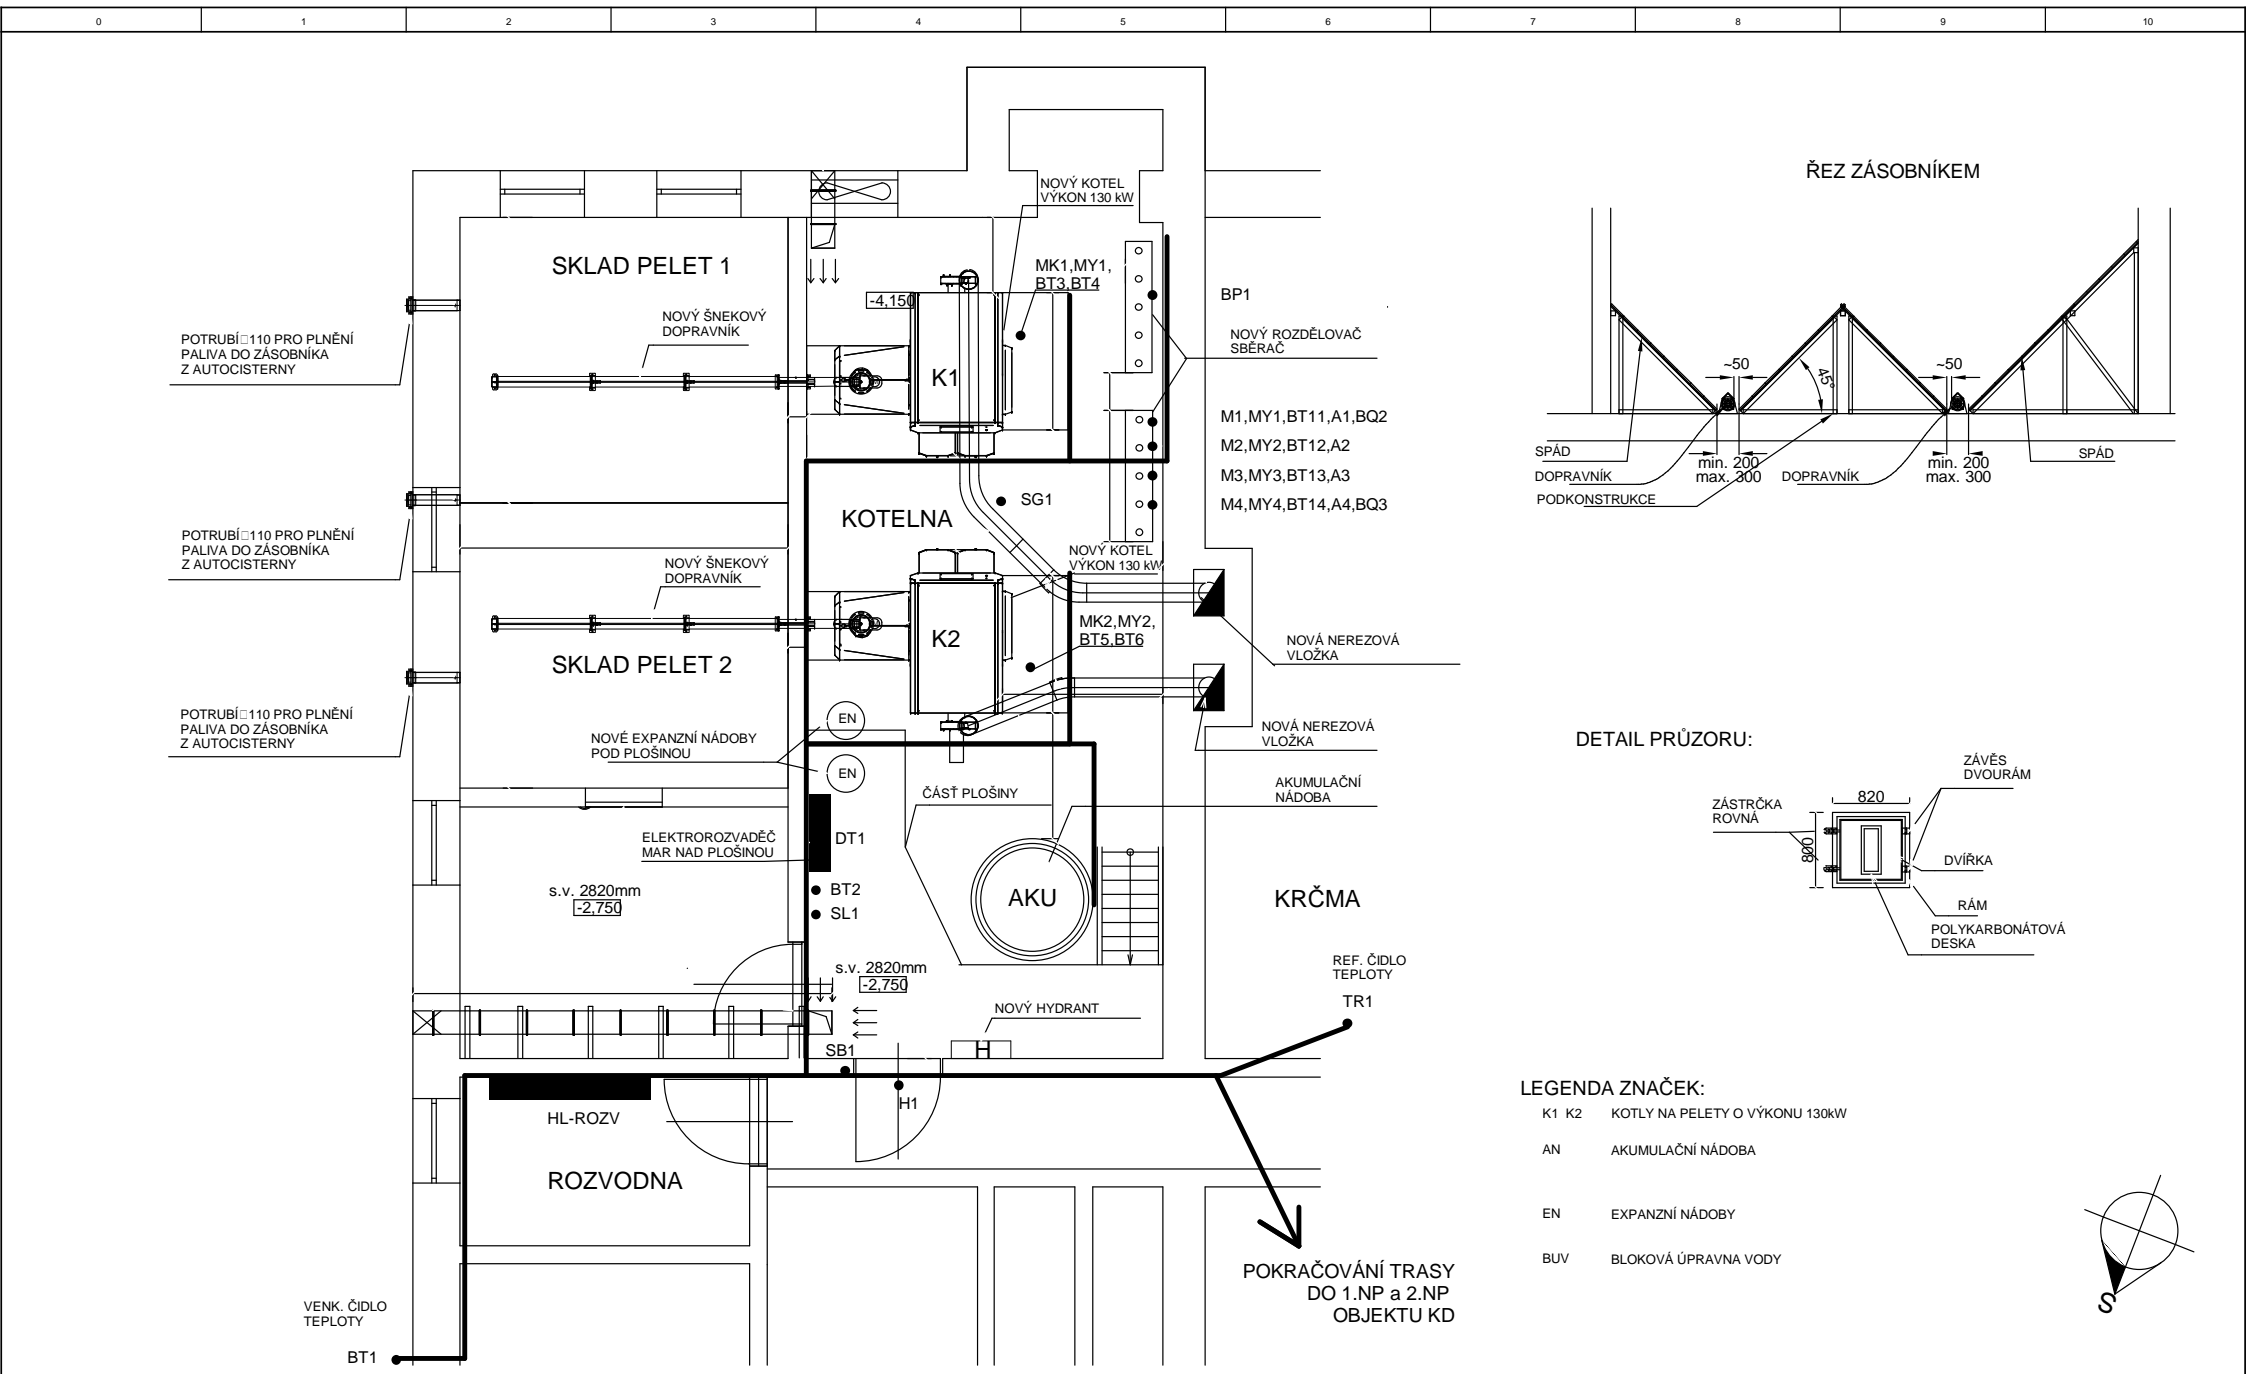 0
1
2
3
4
5
6
7
8
9
10
ŘEZ ZÁSOBNÍKEM
NOVÝ KOTEL
VÝKON 130 kW
SKLAD PELET 1
MK1,MY1,
BT3,BT4
-4,150
BP1
NOVÝ ŠNEKOVÝ
DOPRAVNÍK
POTRUBÍ□110 PRO PLNĚNÍ
PALIVA DO ZÁSOBNÍKA
Z AUTOCISTERNY
NOVÝ ROZDĚLOVAČ
SBĚRAČ
K1
~50
45°
~50
M1,MY1,BT11,A1,BQ2
M2,MY2,BT12,A2
M3,MY3,BT13,A3
M4,MY4,BT14,A4,BQ3
SPÁD
DOPRAVNÍK
PODKONSTRUKCE
min. 200
max. 300
DOPRAVNÍK
min. 200
max. 300
SPÁD
SG1
KOTELNA
POTRUBÍ□110 PRO PLNĚNÍ
PALIVA DO ZÁSOBNÍKA
Z AUTOCISTERNY
NOVÝ ŠNEKOVÝ
DOPRAVNÍK
NOVÝ KOTEL
VÝKON 130 kW
K2
MK2,MY2,
BT5,BT6
SKLAD PELET 2
NOVÁ NEREZOVÁ
VLOŽKA
POTRUBÍ□110 PRO PLNĚNÍ
PALIVA DO ZÁSOBNÍKA
Z AUTOCISTERNY
EN
NOVÉ EXPANZNÍ NÁDOBY
POD PLOŠINOU
EN
NOVÁ NEREZOVÁ
VLOŽKA
ČÁSŤ PLOŠINY
AKUMULAČNÍ
NÁDOBA
DETAIL PRŮZORU:
ZÁVĚS
DVOURÁM
ZÁSTRČKA
ROVNÁ
820
800
DVÍŘKA
RÁM
POLYKARBONÁTOVÁ
DESKA
ELEKTROROZVADĚČ
MAR NAD PLOŠINOU
DT1
s.v. 2820mm
-2,750
BT2
SL1
AKU
KRČMA
s.v. 2820mm
-2,750
REF. ČIDLO
TEPLOTY
TR1
NOVÝ HYDRANT
H
SB1
H1
HL-ROZV
ROZVODNA
LEGENDA ZNAČEK:
K1 K2 KOTLY NA PELETY O VÝKONU 130kW
AN AKUMULAČNÍ NÁDOBA
EN EXPANZNÍ NÁDOBY
BUV BLOKOVÁ ÚPRAVNA VODY
POKRAČOVÁNÍ TRASY
DO 1.NP a 2.NP
OBJEKTU KD
VENK. ČIDLO
TEPLOTY
BT1
S